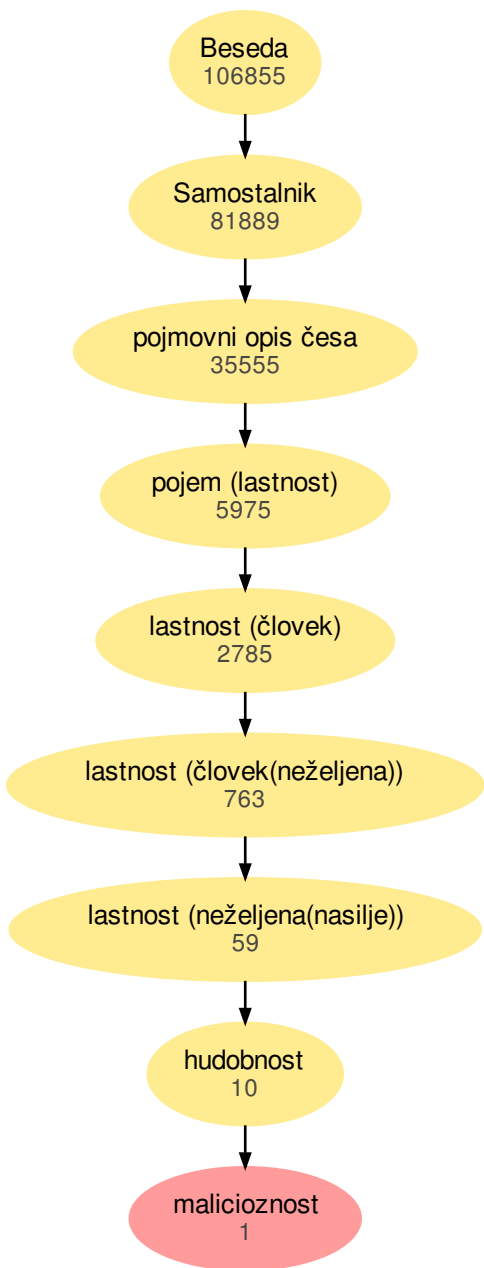 Beseda
106855
Samostalnik
81889
pojmovni opis česa
35555
pojem (lastnost)
5975
lastnost (človek)
2785
lastnost (človek(neželjena))
763
lastnost (neželjena(nasilje))
59
hudobnost
10
malicioznost
1